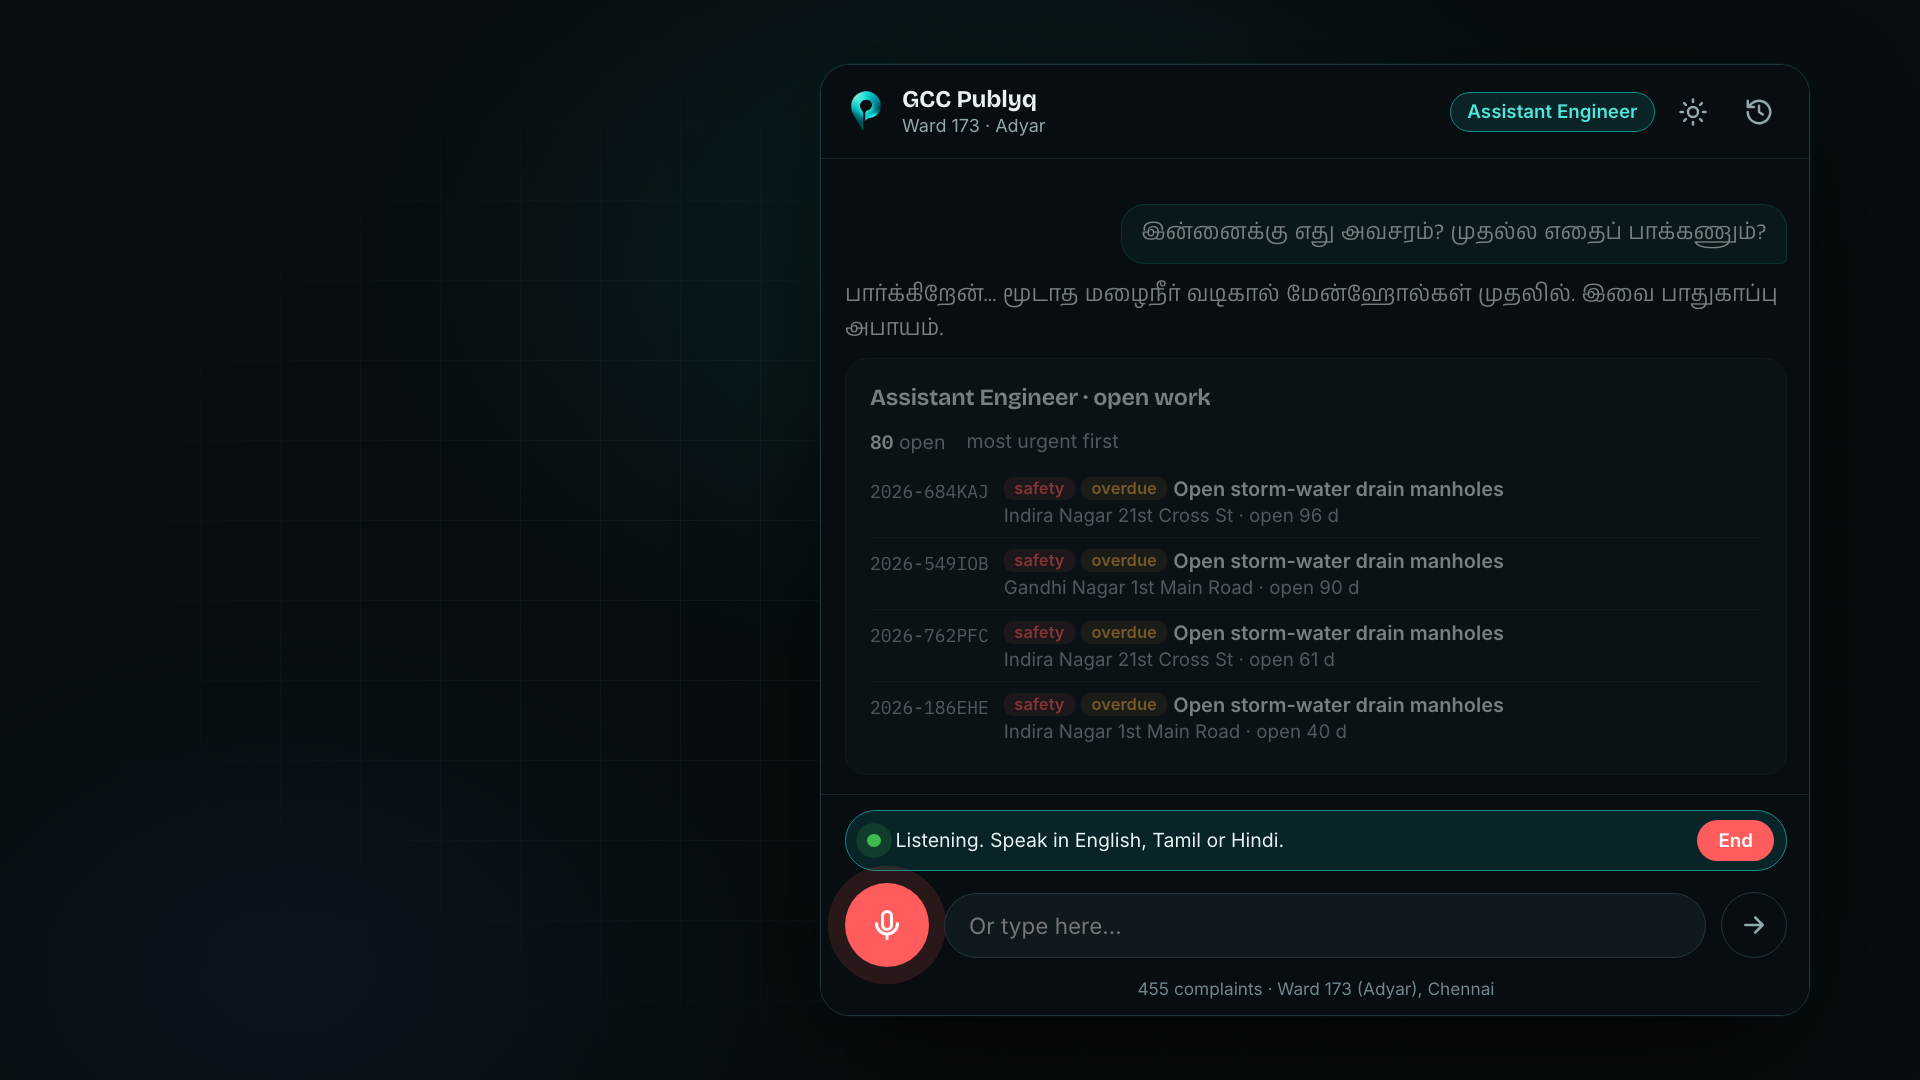 GCC Publyq
Ward 173 · Adyar
Assistant Engineer
இன்னைக்கு எது அவசரம்? முதல்ல எதைப் பாக்கணும்?
பார்க்கிறேன்... மூடாத மழைநீர் வடிகால் மேன்ஹோல்கள் முதலில். இவை பாதுகாப்பு
அபாயம்.
Assistant Engineer · open work
80 open most urgent first
2026-684KAJ safety overdue Open storm-water drain manholes
Indira Nagar 21st Cross St · open 96 d
2026-549IOB safety overdue Open storm-water drain manholes
Gandhi Nagar 1st Main Road · open 90 d
2026-762PFC safety overdue Open storm-water drain manholes
Indira Nagar 21st Cross St · open 61 d
2026-186EHE safety overdue Open storm-water drain manholes
Indira Nagar 1st Main Road · open 40 d
Listening. Speak in English, Tamil or Hindi.
End
Or type here...
455 complaints · Ward 173 (Adyar), Chennai